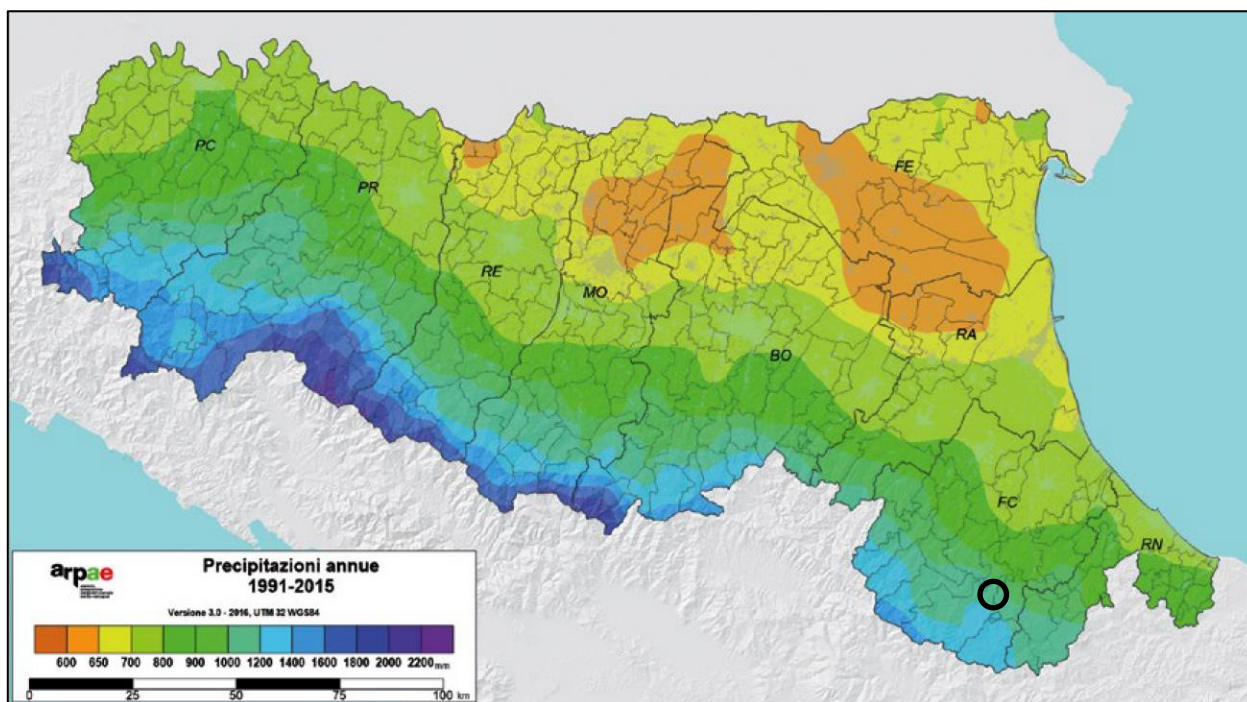 PC
PR
FE
RE
MO
RA
BO
FC
RN
arpae
Precipitazioni annue
1991-2015
Versione 3.0 - 2016, UTM 32 WGS84
600 650 700 800 900 1000 1200 1400 1600 1800 2000 2200 mm
0 25 50 75 100 km